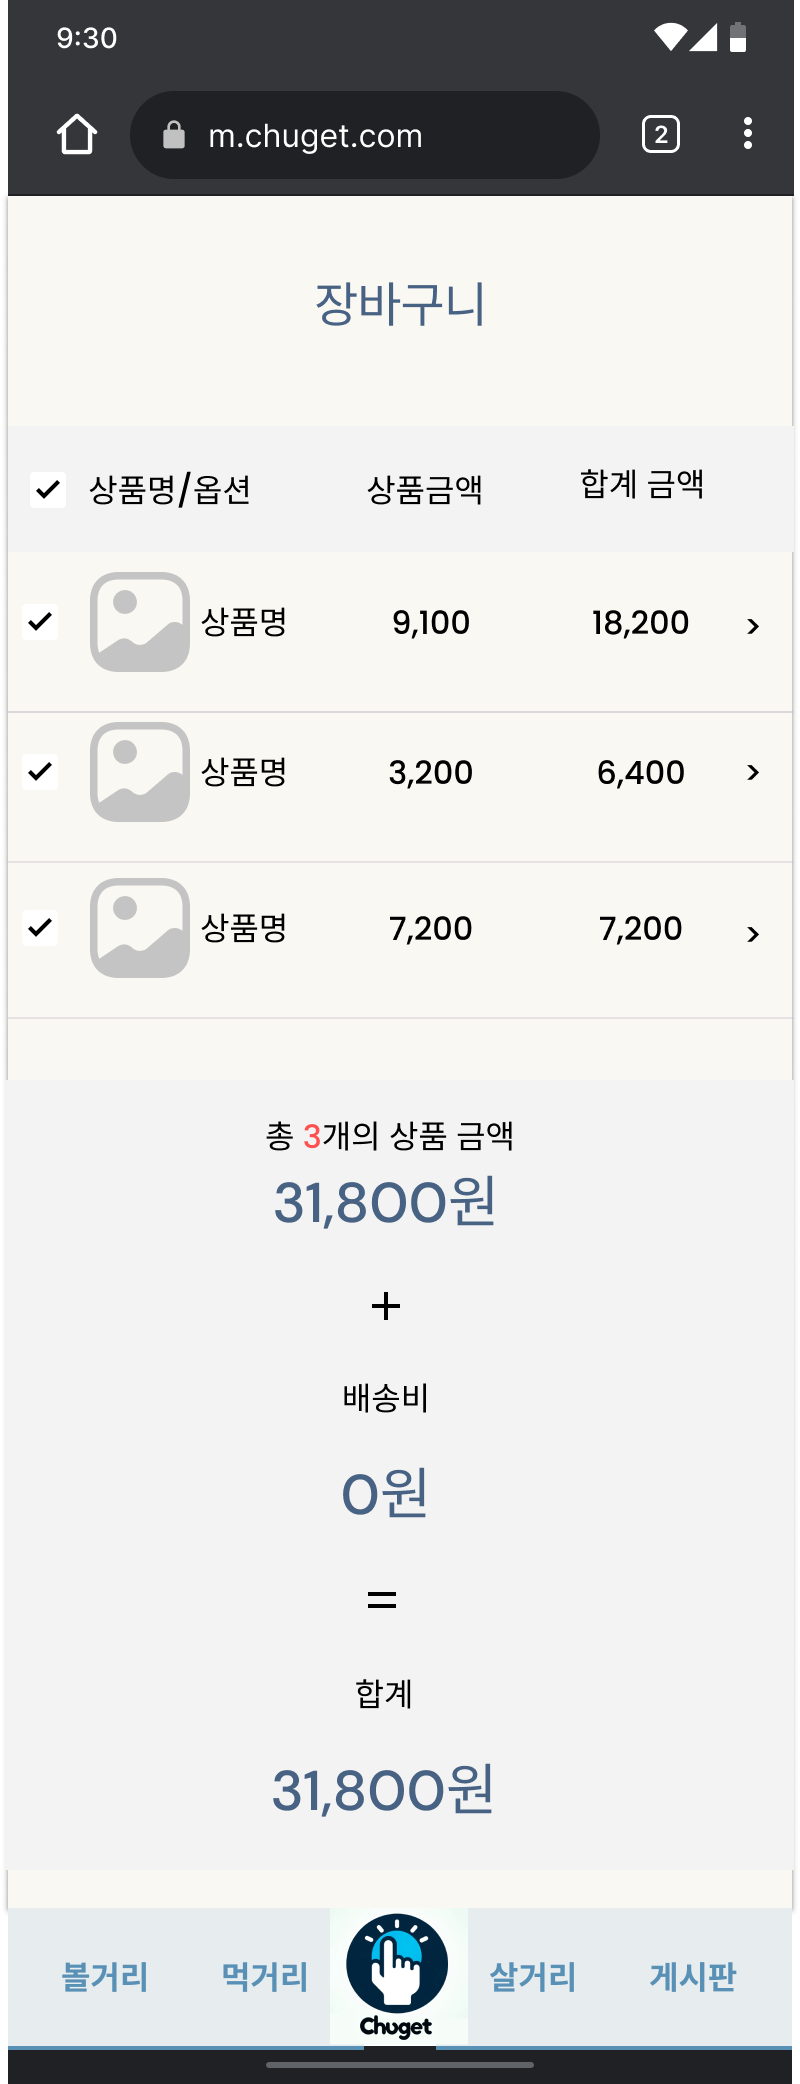 9:30
m.chuget.com
2
장바구니
상품명/옵션 상품금액 합계 금액
상품명 9,100 18,200 >
상품명 3,200 6,400 >
상품명 7,200 7,200 >
총 3개의 상품 금액
31,800원
+
배송비
0원
=
합계
31,800원
볼거리 먹거리 살거리 게시판
Chuget